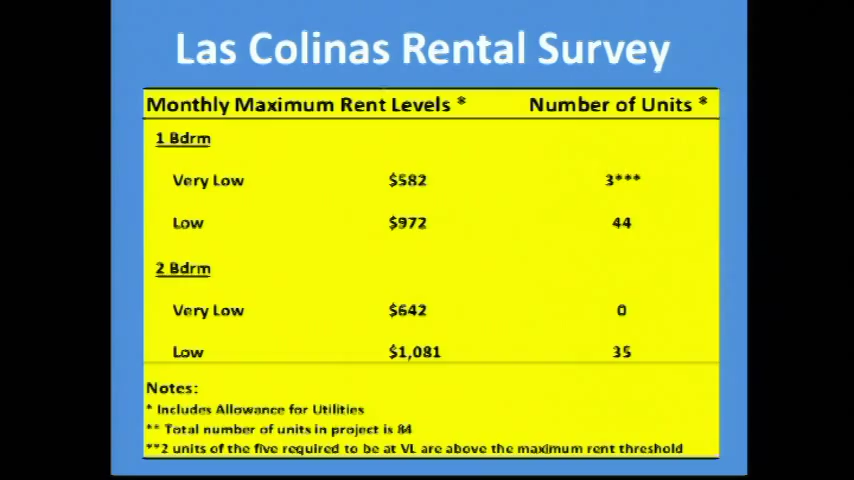 Las Colinas Rental Survey
Monthly Maximum Rent Levels * Number of Units *
1 Bdrm
Very Low $582 3***
Low $972 44
2 Bdrm
Very Low $642 0
Low $1,081 35
Notes:
* Includes Allowance for Utilities
** Total number of units in project is 84
**2 units of the five required to be at VL are above the maximum rent threshold